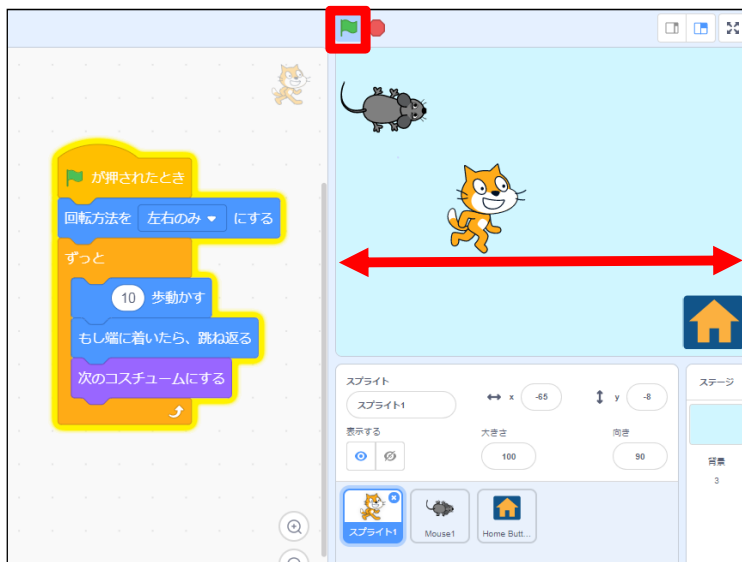 が押されたとき
回転方法を 左右のみ にする
ずっと
10 歩動かす
もし端に着いたら、跳ね返る
次のコスチュームにする
スプライト
スプライト1
x -65
y -8
表示する
大きさ 100
向き 90
スプライト1
Mouse1
Home Butt...
ステージ
背景
3